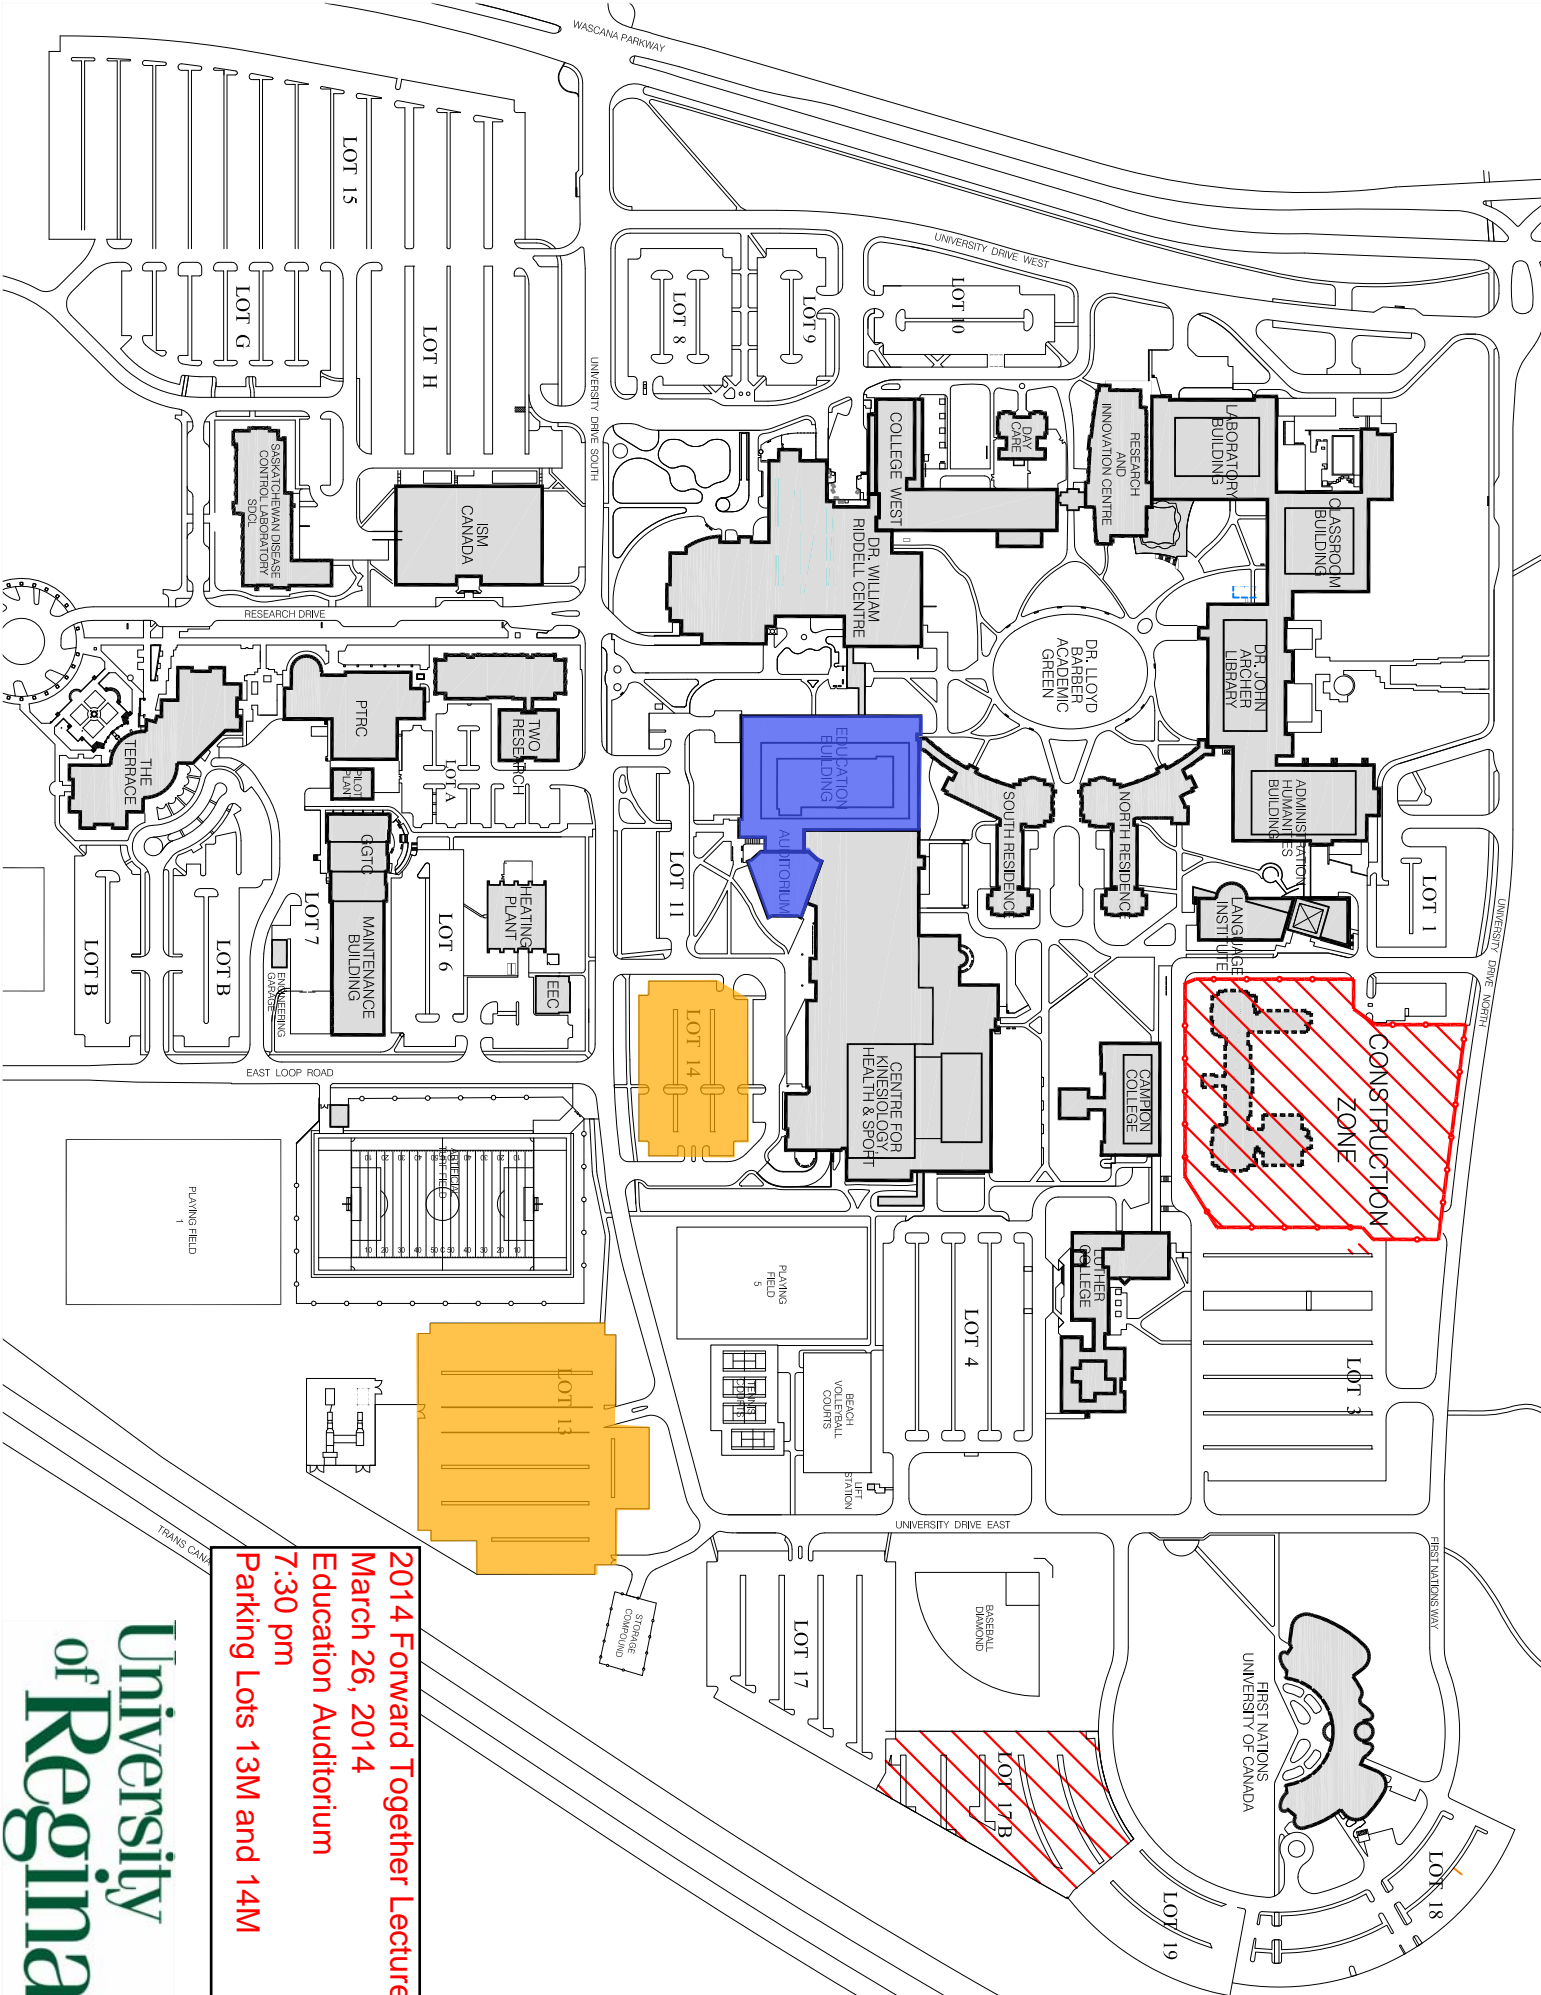 WASCANA PARKWAY
LOT 15
UNIVERSITY DRIVE WEST
LOT G
LOT H
LOT 8
LOT 9
LOT 10
UNIVERSITY DRIVE SOUTH
SASKATCHEWAN DISEASE
CONTROL LABORATORY
SDCL
ISM
CANADA
COLLEGE WEST
DAY
CARE
RESEARCH
AND
INNOVATION CENTRE
LABORATORY
BUILDING
CLASSROOM
BUILDING
DR. WILLIAM
RIDDELL CENTRE
RESEARCH DRIVE
DR. LLOYD
BARBER
ACADEMIC
GREEN
DR. JOHN
ARCHER
LIBRARY
THE
TERRACE
PTRC
TWO
RESEARCH
PILOT
PLANT
LOT A
EDUCATION
BUILDING
AUDITORIUM
SOUTH RESIDENCE
NORTH RESIDENCE
ADMINISTRATION
HUMANITIES
BUILDING
LOT 1
GGTC
MAINTENANCE
BUILDING
LOT 6
LOT 7
HEATING
PLANT
EEC
LOT 11
LOT B
LOT B
ENGINEERING
GARAGE
LANGUAGE
INSTITUTE
UNIVERSITY DRIVE NORTH
EAST LOOP ROAD
LOT 14
CENTRE FOR
KINESIOLOGY,
HEALTH & SPORT
CAMPION
COLLEGE
CONSTRUCTION
ZONE
PLAYING FIELD
1
ARTIFICIAL
TURF FIELD
PLAYING
FIELD
5
LOT 4
LUTHER
COLLEGE
LOT 3
LOT 13
TENNIS
COURTS
BEACH
VOLLEYBALL
COURTS
LIFT
STATION
UNIVERSITY DRIVE EAST
FIRST NATIONS WAY
TRANS CANA
STORAGE
COMPOUND
LOT 17
BASEBALL
DIAMOND
LOT 17B
FIRST NATIONS
UNIVERSITY OF CANADA
LOT 18
LOT 19
2014 Forward Together Lecture
March 26, 2014
Education Auditorium
7:30 pm
Parking Lots 13M and 14M
University
of Regina